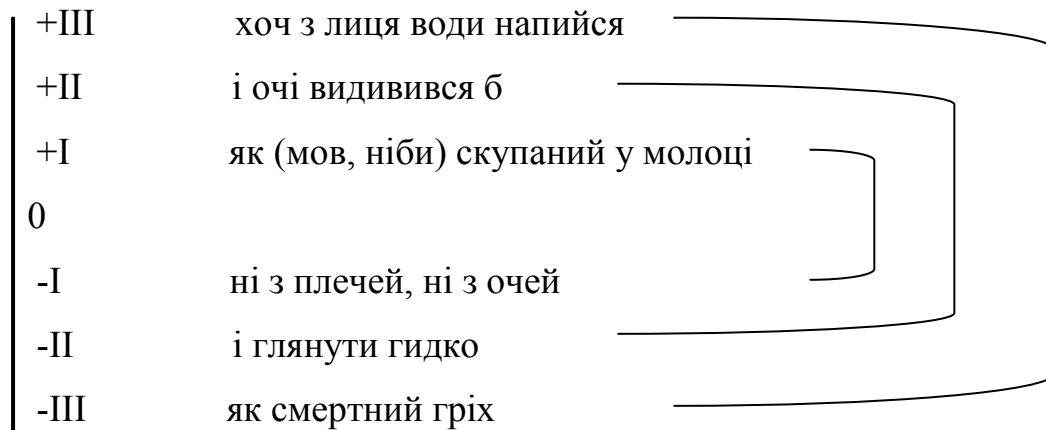 +III хоч з лиця води напийся
+II і очі видивився б
+I як (мов, ніби) скупаний у молоці
0
-I ні з плечей, ні з очей
-II і глянути гидко
-III як смертний гріх